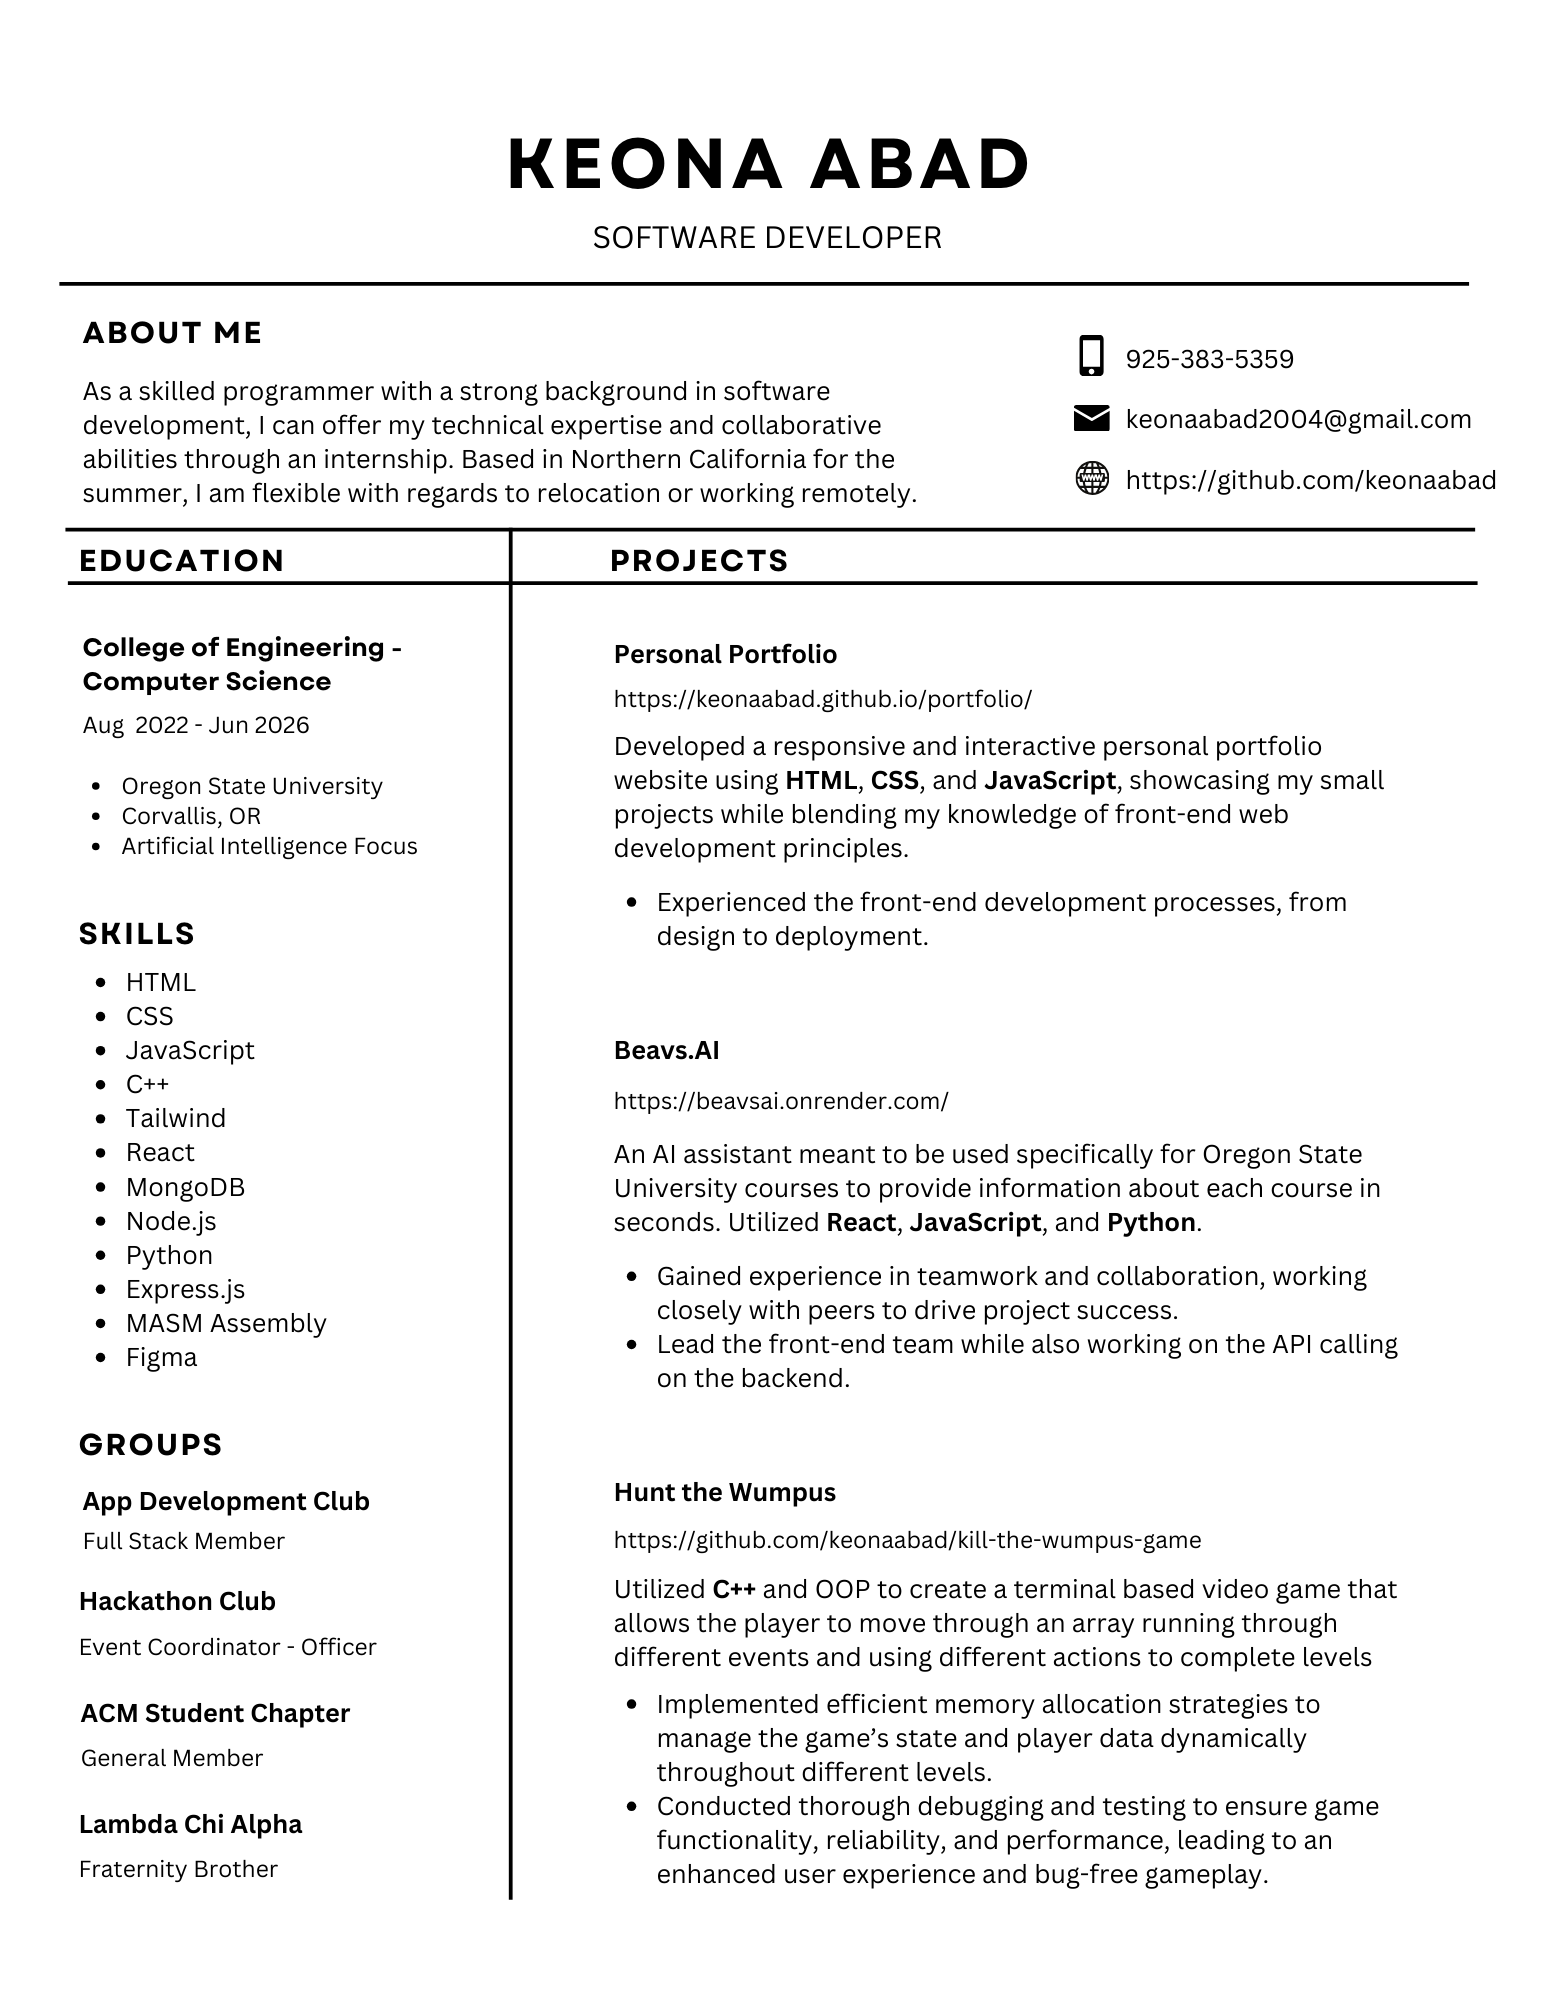 KEONA ABAD
SOFTWARE DEVELOPER
ABOUT ME
As a skilled programmer with a strong background in software
development, I can offer my technical expertise and collaborative
abilities through an internship. Based in Northern California for the
summer, I am flexible with regards to relocation or working remotely.
925-383-5359
keonaabad2004@gmail.com
https://github.com/keonaabad
EDUCATION
College of Engineering -
Computer Science
Aug  2022 - Jun 2026
• Oregon State University
• Corvallis, OR
• Artificial Intelligence Focus
SKILLS
• HTML
• CSS
• JavaScript
• C++
• Tailwind
• React
• MongoDB
• Node.js
• Python
• Express.js
• MASM Assembly
• Figma
GROUPS
App Development Club
Full Stack Member
Hackathon Club
Event Coordinator - Officer
ACM Student Chapter
General Member
Lambda Chi Alpha
Fraternity Brother
PROJECTS
Personal Portfolio
https://keonaabad.github.io/portfolio/
Developed a responsive and interactive personal portfolio
website using HTML, CSS, and JavaScript, showcasing my small
projects while blending my knowledge of front-end web
development principles.
• Experienced the front-end development processes, from
design to deployment.
Beavs.AI
https://beavsai.onrender.com/
An AI assistant meant to be used specifically for Oregon State
University courses to provide information about each course in
seconds. Utilized React, JavaScript, and Python.
• Gained experience in teamwork and collaboration, working
closely with peers to drive project success.
• Lead the front-end team while also working on the API calling
on the backend.
Hunt the Wumpus
https://github.com/keonaabad/kill-the-wumpus-game
Utilized C++ and OOP to create a terminal based video game that
allows the player to move through an array running through
different events and using different actions to complete levels
• Implemented efficient memory allocation strategies to
manage the game’s state and player data dynamically
throughout different levels.
• Conducted thorough debugging and testing to ensure game
functionality, reliability, and performance, leading to an
enhanced user experience and bug-free gameplay.